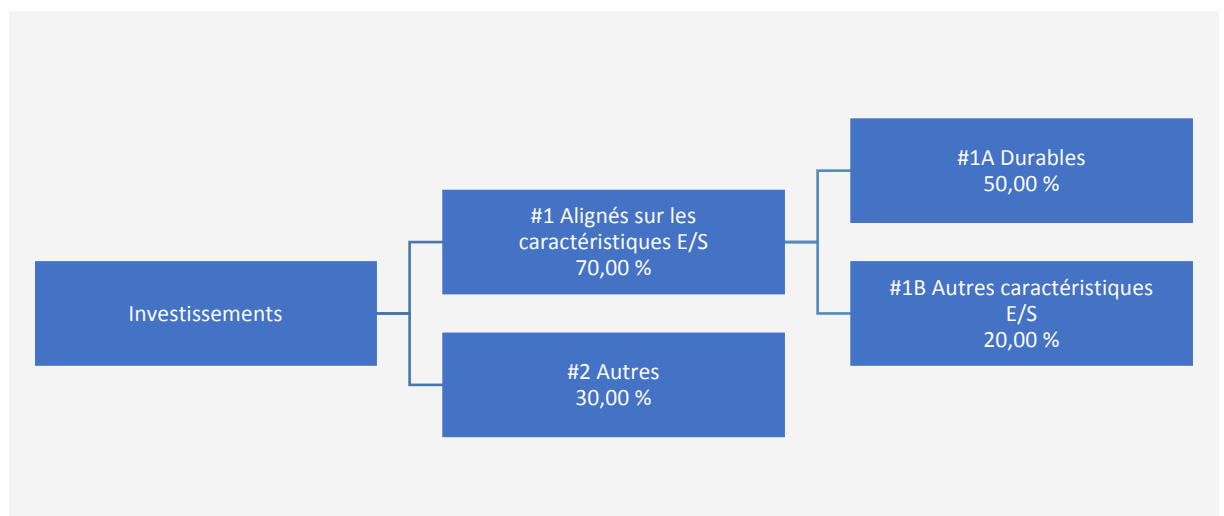 Investissements
#1 Alignés sur les
caractéristiques E/S
70,00 %
#2 Autres
30,00 %
#1A Durables
50,00 %
#1B Autres caractéristiques
E/S
20,00 %